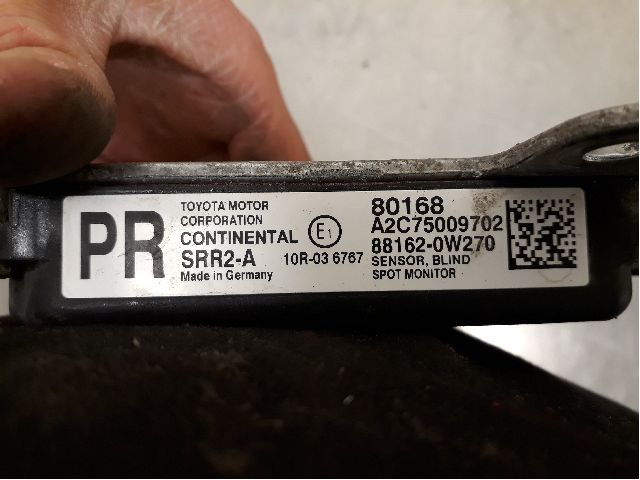 PR
TOYOTA MOTOR
CORPORATION
CONTINENTAL
SRR2-A
Made in Germany
E1
10R-03 6767
80168
A2C75009702
88162-0W270
SENSOR, BLIND
SPOT MONITOR